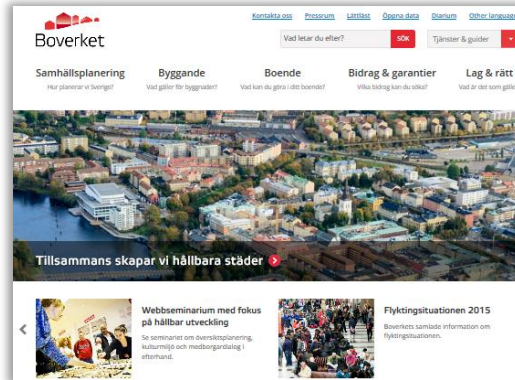 Kontakta oss Pressrum Lättläst Öppna data Diarium Other language
Boverket
Vad letar du efter? SÖK Tjänster & guider
Samhällsplanering Byggande Boende Bidrag & garantier Lag & rätt
Hur planerar vi Sverige? Vad gäller för byggnader? Vad kan du göra i ditt boende? Vilka bidrag kan du söka? Vad är det som gälle
Tillsammans skapar vi hållbara städer
Webbseminarium med fokus
på hållbar utveckling
Se seminariet om översiktsplanering,
kulturmiljö och medborgardialog i
efterhand.
Flyktingsituationen 2015
Boverkets samlade information om
flyktingsituationen.